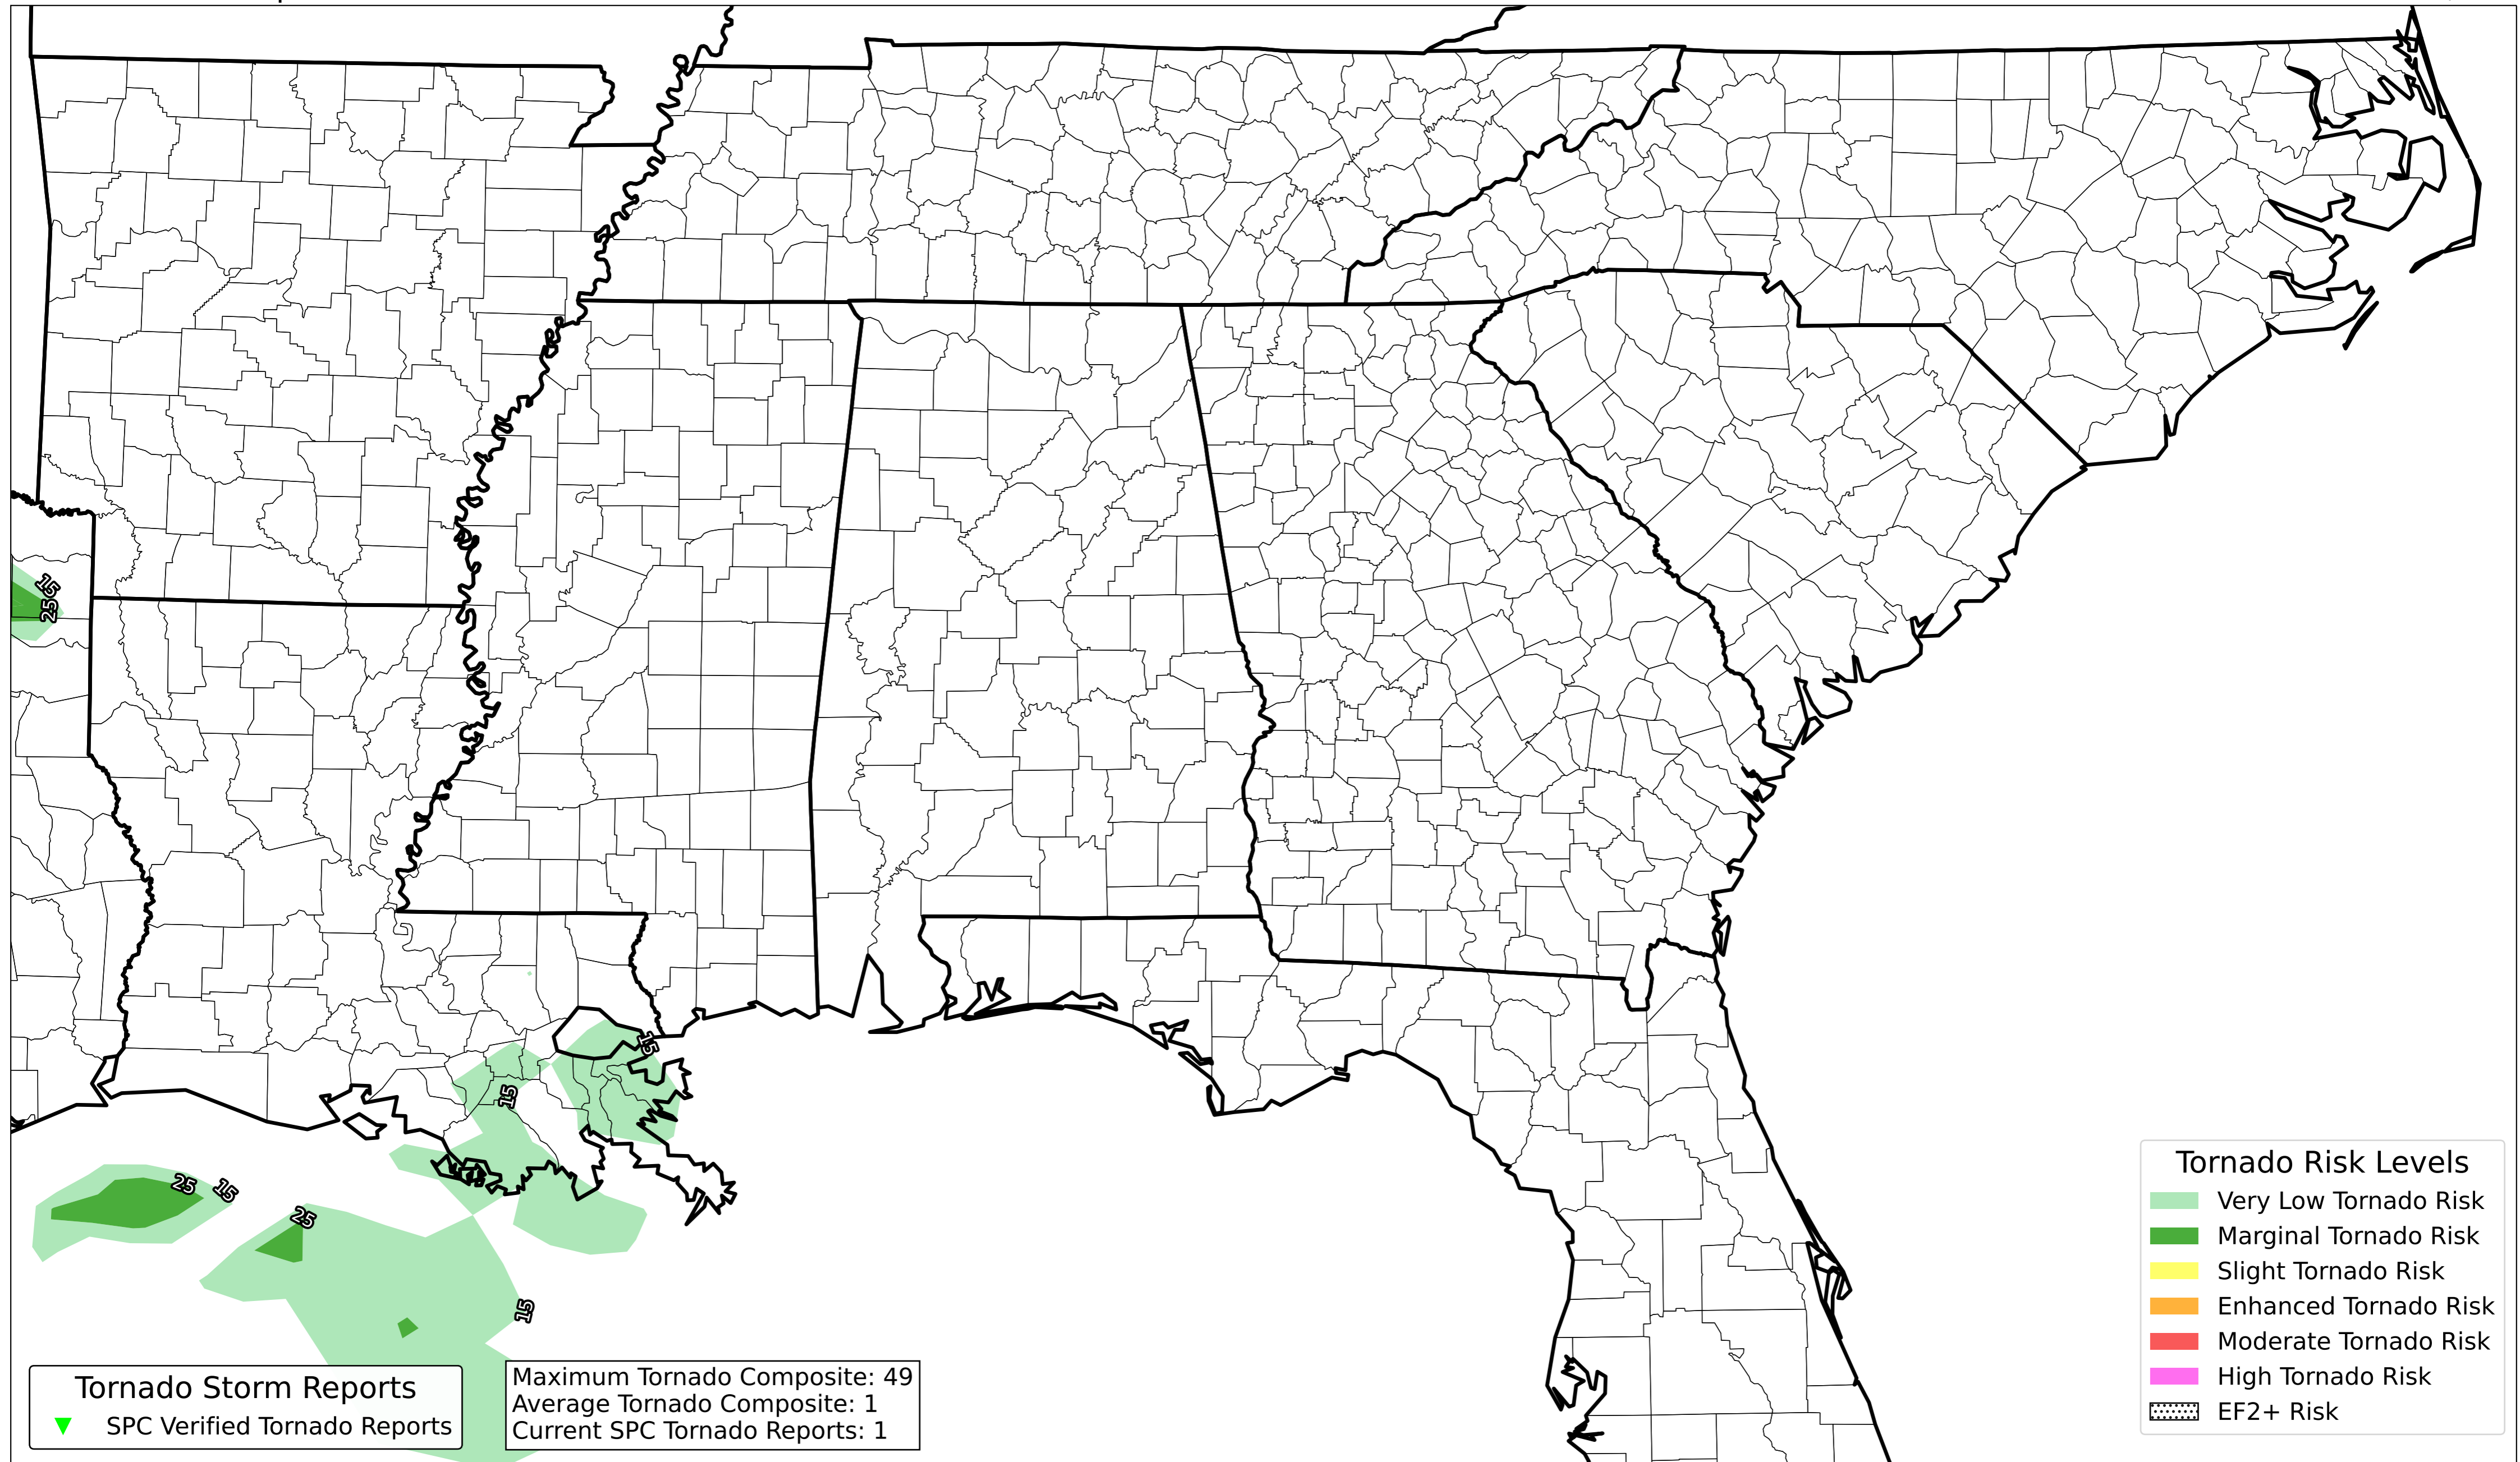 15
25
15
15
25
15
25
15
Tornado Storm Reports
SPC Verified Tornado Reports
Maximum Tornado Composite: 49
Average Tornado Composite: 1
Current SPC Tornado Reports: 1
Tornado Risk Levels
Very Low Tornado Risk
Marginal Tornado Risk
Slight Tornado Risk
Enhanced Tornado Risk
Moderate Tornado Risk
High Tornado Risk
EF2+ Risk